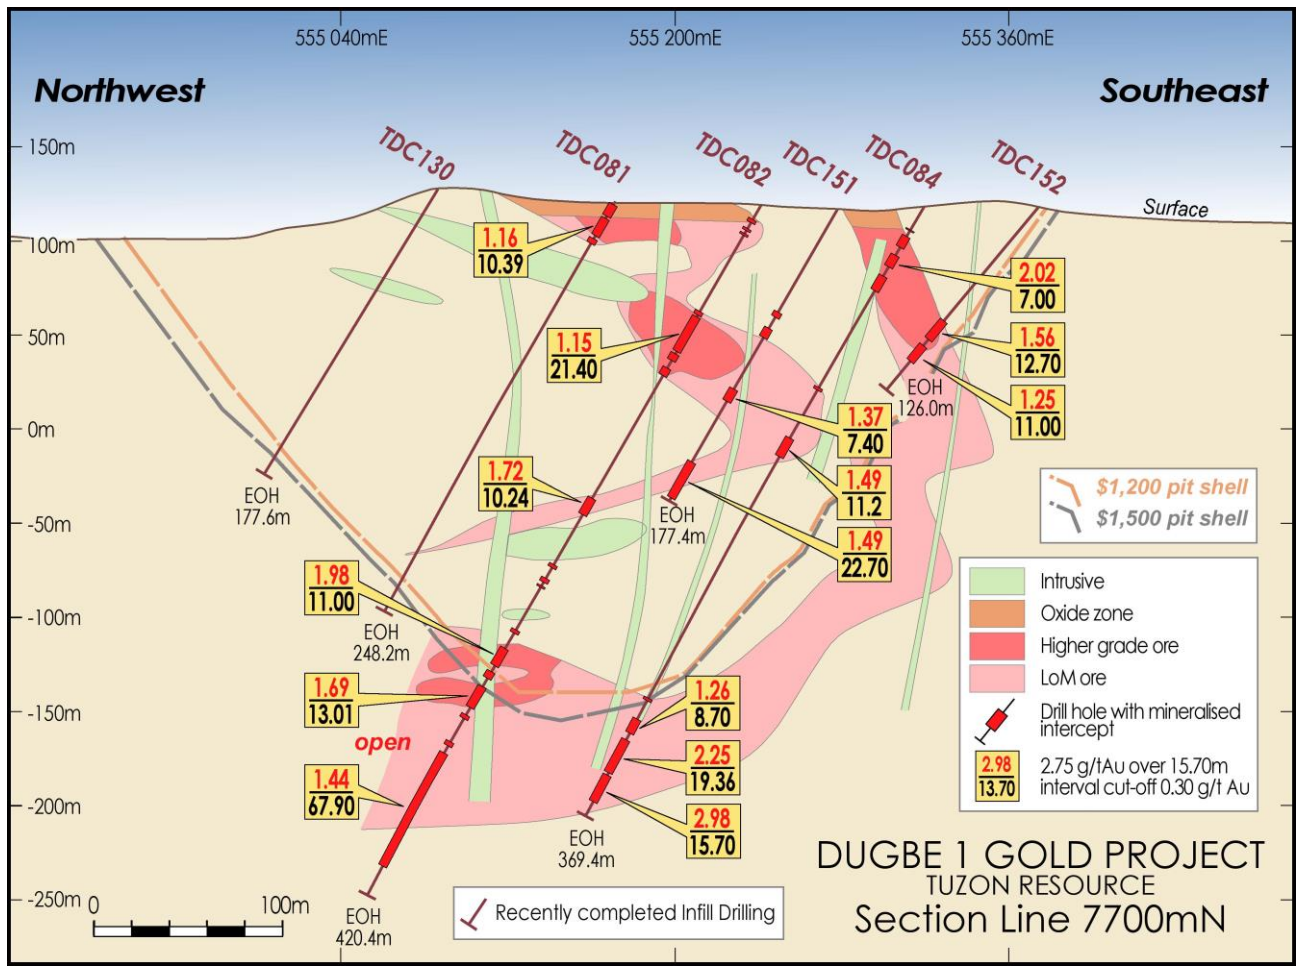 555 040mE
555 200mE
555 360mE
Northwest
Southeast
TDC130
TDC081
TDC082
TDC151
TDC084
TDC152
150m
100m
50m
0m
-50m
-100m
-150m
-200m
-250m
Surface
1.16
10.39
1.15
21.40
1.72
10.24
1.98
11.00
1.69
13.01
open
1.44
67.90
2.02
7.00
1.56
12.70
1.25
11.00
1.37
7.40
1.49
11.2
1.49
22.70
1.26
8.70
2.25
19.36
2.98
15.70
EOH
177.6m
EOH
248.2m
EOH
420.4m
EOH
177.4m
EOH
369.4m
EOH
126.0m
$1,200 pit shell
$1,500 pit shell
Intrusive
Oxide zone
Higher grade ore
LoM ore
Drill hole with mineralised
intercept
2.98
13.70
2.75 g/tAu over 15.70m
interval cut-off 0.30 g/t Au
0
100m
Recently completed Infill Drilling
DUGBE 1 GOLD PROJECT
TUZON RESOURCE
Section Line 7700mN